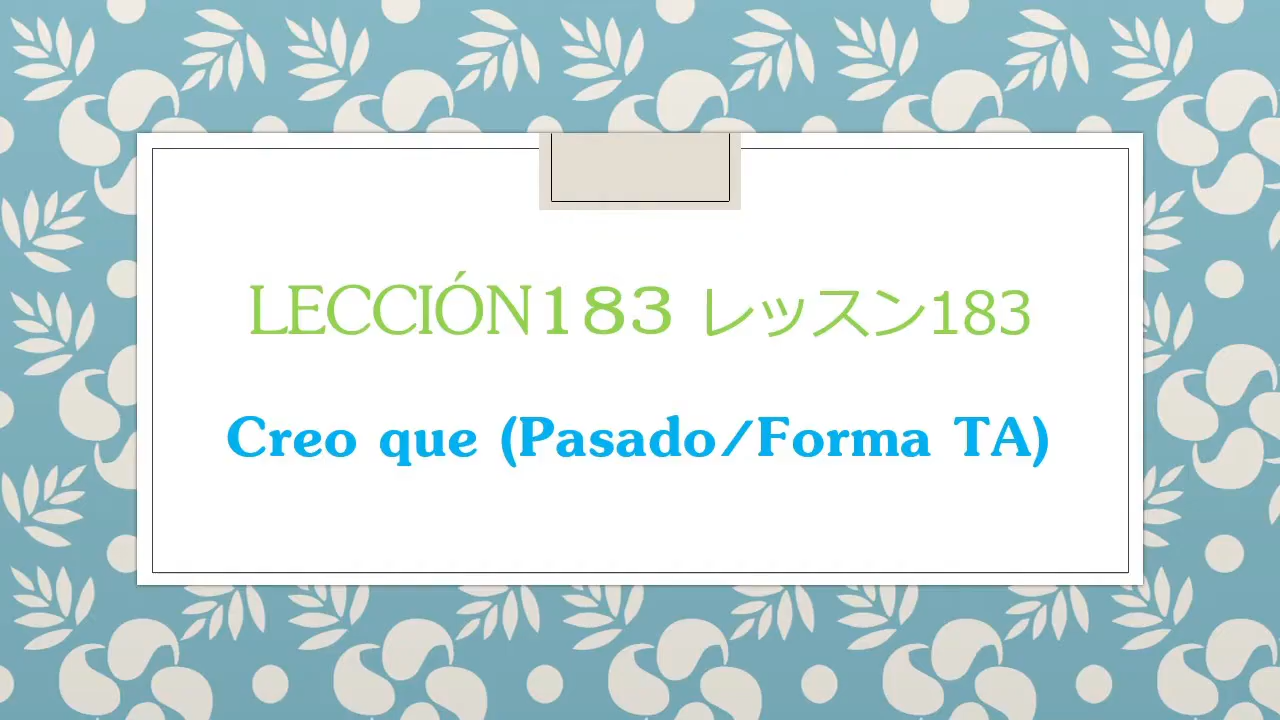 LECCIÓN183 レッスン183
Creo que (Pasado/Forma TA)